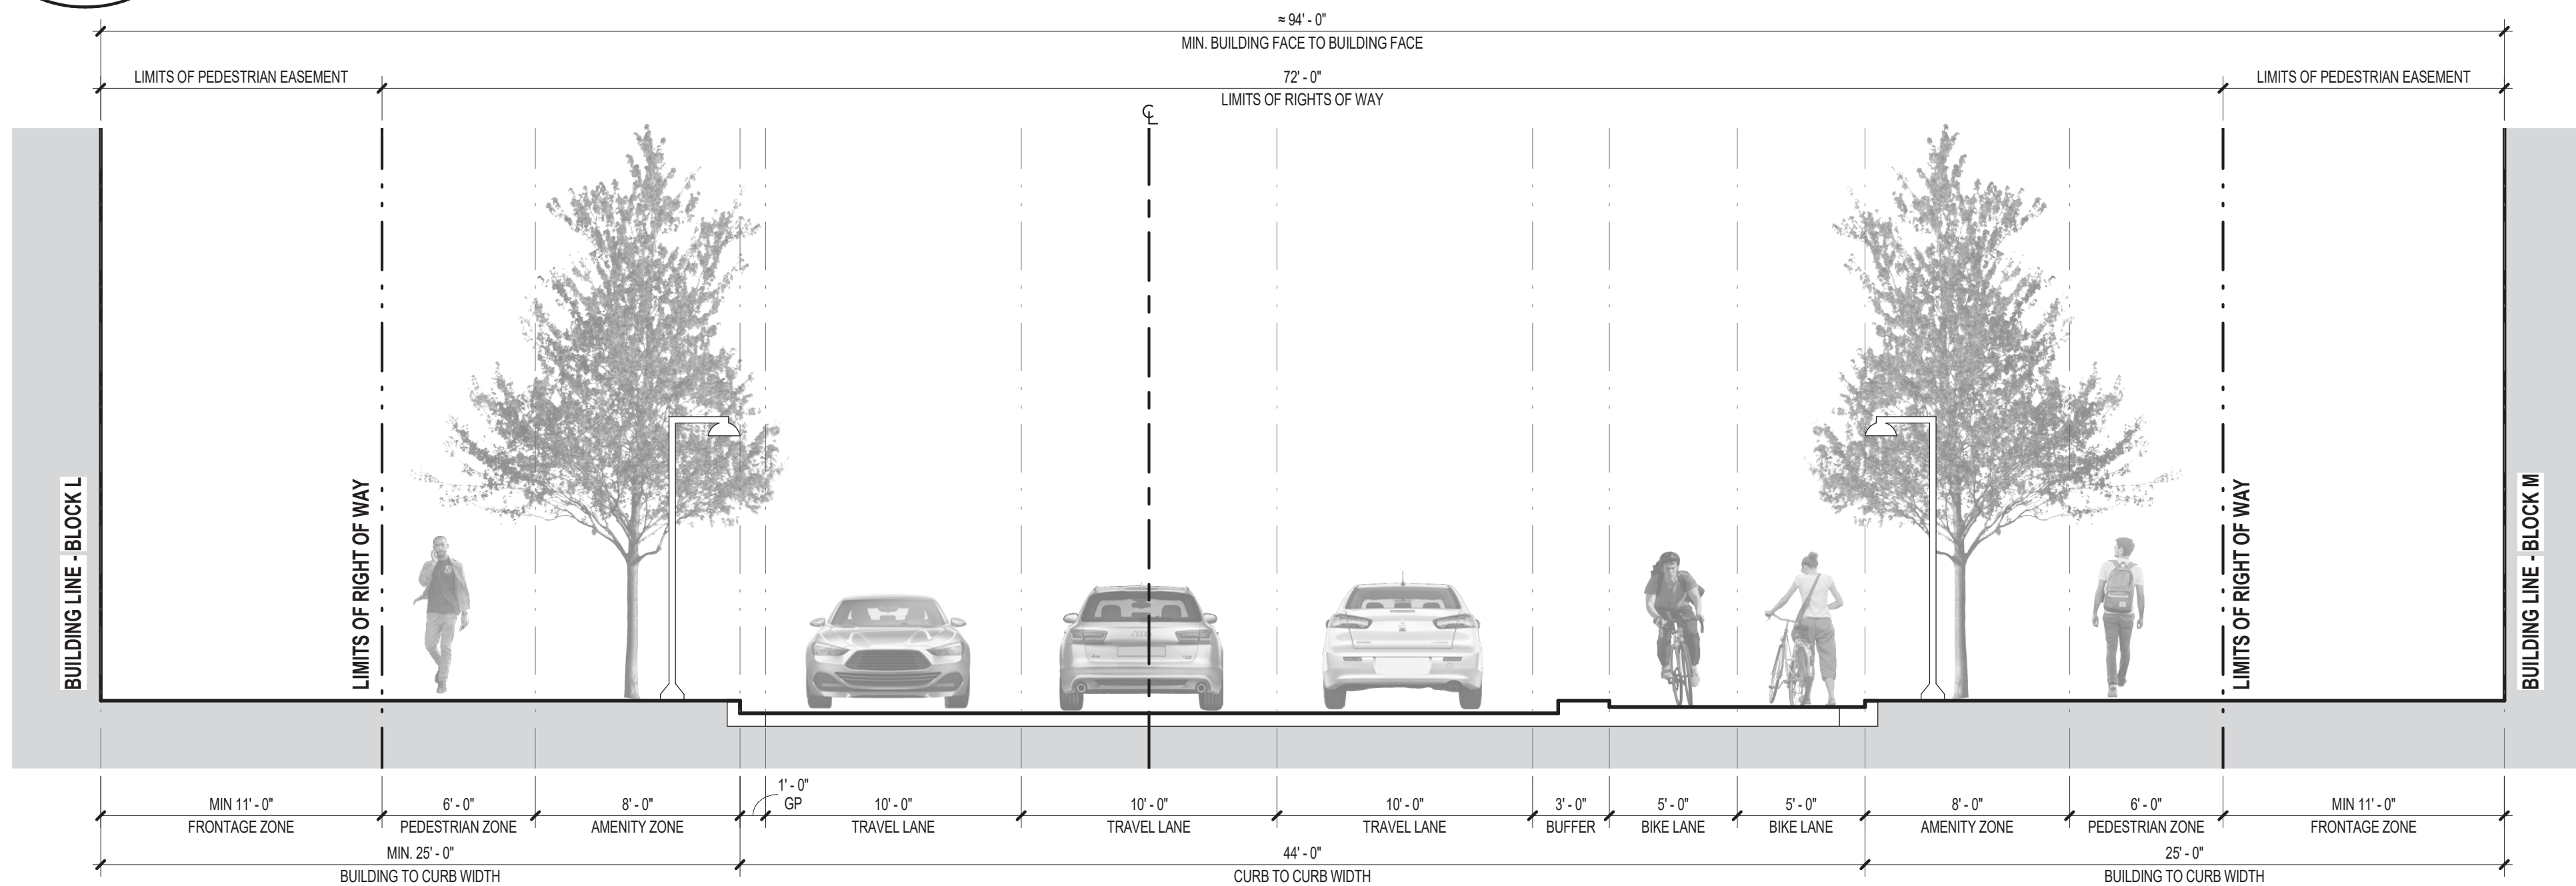 ≈ 94' - 0"
MIN. BUILDING FACE TO BUILDING FACE
LIMITS OF PEDESTRIAN EASEMENT
72' - 0"
LIMITS OF PEDESTRIAN EASEMENT
LIMITS OF RIGHTS OF WAY
℄
BUILDING LINE - BLOCK L
LIMITS OF RIGHT OF WAY
LIMITS OF RIGHT OF WAY
BUILDING LINE - BLOCK M
1' - 0"
GP
MIN 11' - 0"
FRONTAGE ZONE
6' - 0"
PEDESTRIAN ZONE
8' - 0"
AMENITY ZONE
10' - 0"
TRAVEL LANE
10' - 0"
TRAVEL LANE
10' - 0"
TRAVEL LANE
3' - 0"
BUFFER
5' - 0"
BIKE LANE
5' - 0"
BIKE LANE
8' - 0"
AMENITY ZONE
6' - 0"
PEDESTRIAN ZONE
MIN 11' - 0"
FRONTAGE ZONE
MIN. 25' - 0"
BUILDING TO CURB WIDTH
44' - 0"
CURB TO CURB WIDTH
25' - 0"
BUILDING TO CURB WIDTH